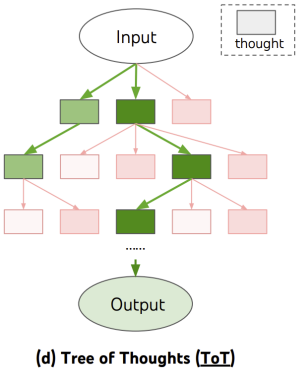 Input
thought
......
Output
(d) Tree of Thoughts (ToT)